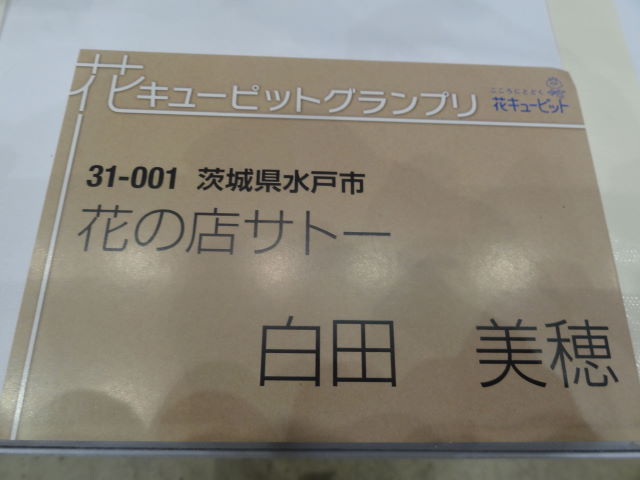 花キューピットグランプリ
こころにとどく
花キューピット
31-001 茨城県水戸市
花の店サトー
白田 美穂